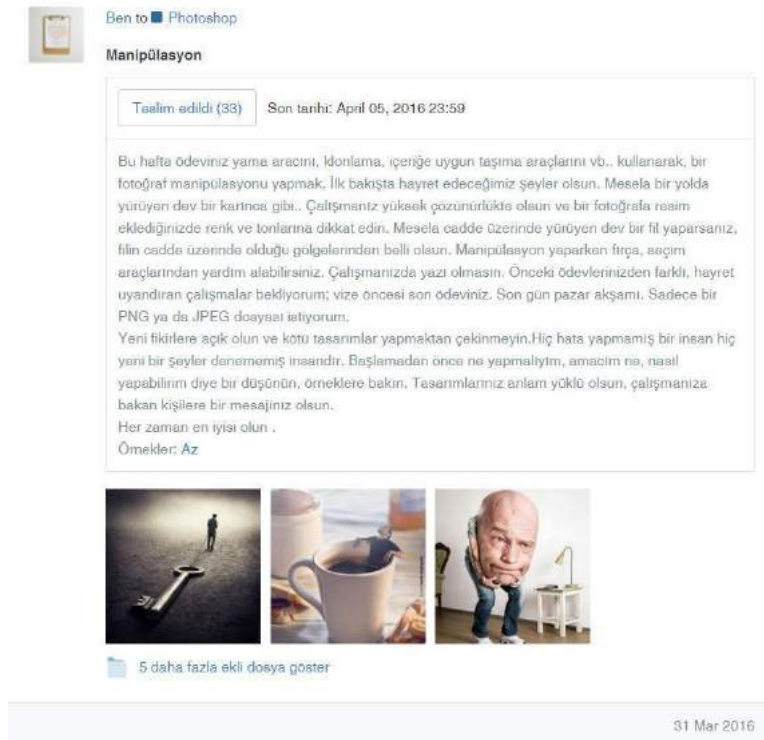 Ben to Photoshop
Manipülasyon
Teslim edildi (33) Son tarihi: April 05, 2016 23:59
Bu hafta ödeviniz yama aracını, klonlama, içeriğe uygun taşıma araçlarını vb.. kullanarak, bir
fotoğraf manipülasyonu yapmak. İlk bakışta hayret edeceğimiz şeyler olsun. Mesela bir yolda
yürüyen dev bir karınca gibi.. Çalışmanız yüksek çözünürlükte olsun ve bir fotoğrafa resim
eklediğinizde renk ve tonlarına dikkat edin. Mesela cadde üzerinde yürüyen dev bir fil yaparsanız,
filin cadde üzerinde olduğu gölgelerinden belli olsun. Manipülasyon yaparken fırça, seçim
araçlarından yardım alabilirsiniz. Çalışmanızda yazı olmasın. Önceki ödevlerinizden farklı, hayret
uyandıran çalışmalar bekliyorum; vize öncesi son ödeviniz. Son gün pazar akşamı. Sadece bir
PNG ya da JPEG dosyası istiyorum.
Yeni fikirlere açık olun ve kötü tasarımlar yapmaktan çekinmeyin.Hiç hata yapmamış bir insan hiç
yeni bir şeyler denememiş insandır. Başlamadan önce ne yapmalıyım, amacım ne, nasıl
yapabilirim diye bir düşünün, örneklere bakın. Tasarımlarınız anlam yüklü olsun, çalışmanıza
bakan kişilere bir mesajınız olsun.
Her zaman en iyisi olun .
Örnekler: Az
5 daha fazla ekli dosya göster
31 Mar 2016